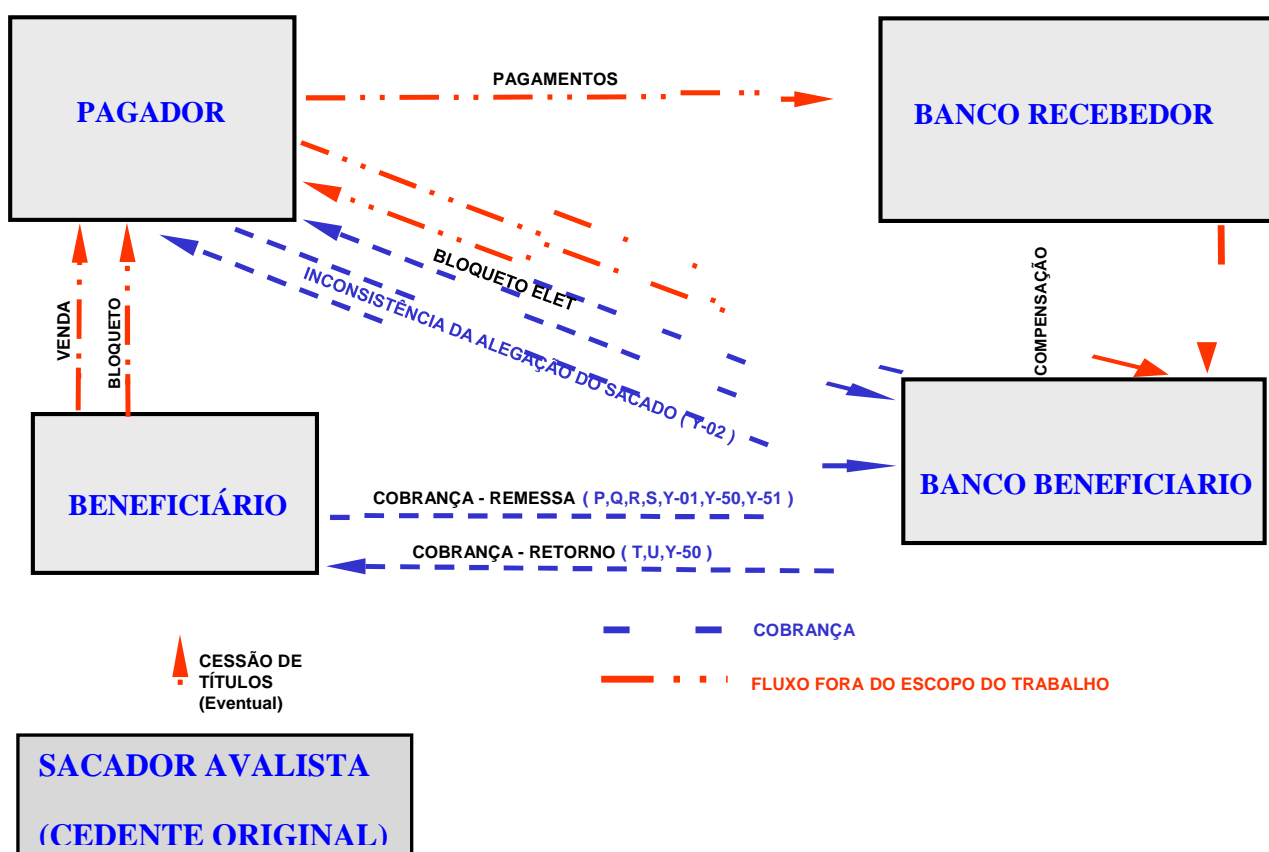 PAGAMENTOS
PAGADOR
BANCO RECEBEDOR
VENDA
BLOQUETO
BLOQUETO ELET
INCONSISTÊNCIA DA ALEGAÇÃO DO SACADO ( Y-02 )
COMPENSAÇÃO
BENEFICIÁRIO
COBRANÇA - REMESSA ( P,Q,R,S,Y-01,Y-50,Y-51)
BANCO BENEFICIARIO
COBRANÇA - RETORNO ( T,U,Y-50 )
COBRANÇA
CESSÃO DE
TÍTULOS
(Eventual)
FLUXO FORA DO ESCOPO DO TRABALHO
SACADOR AVALISTA
(CEDENTE ORIGINAL)